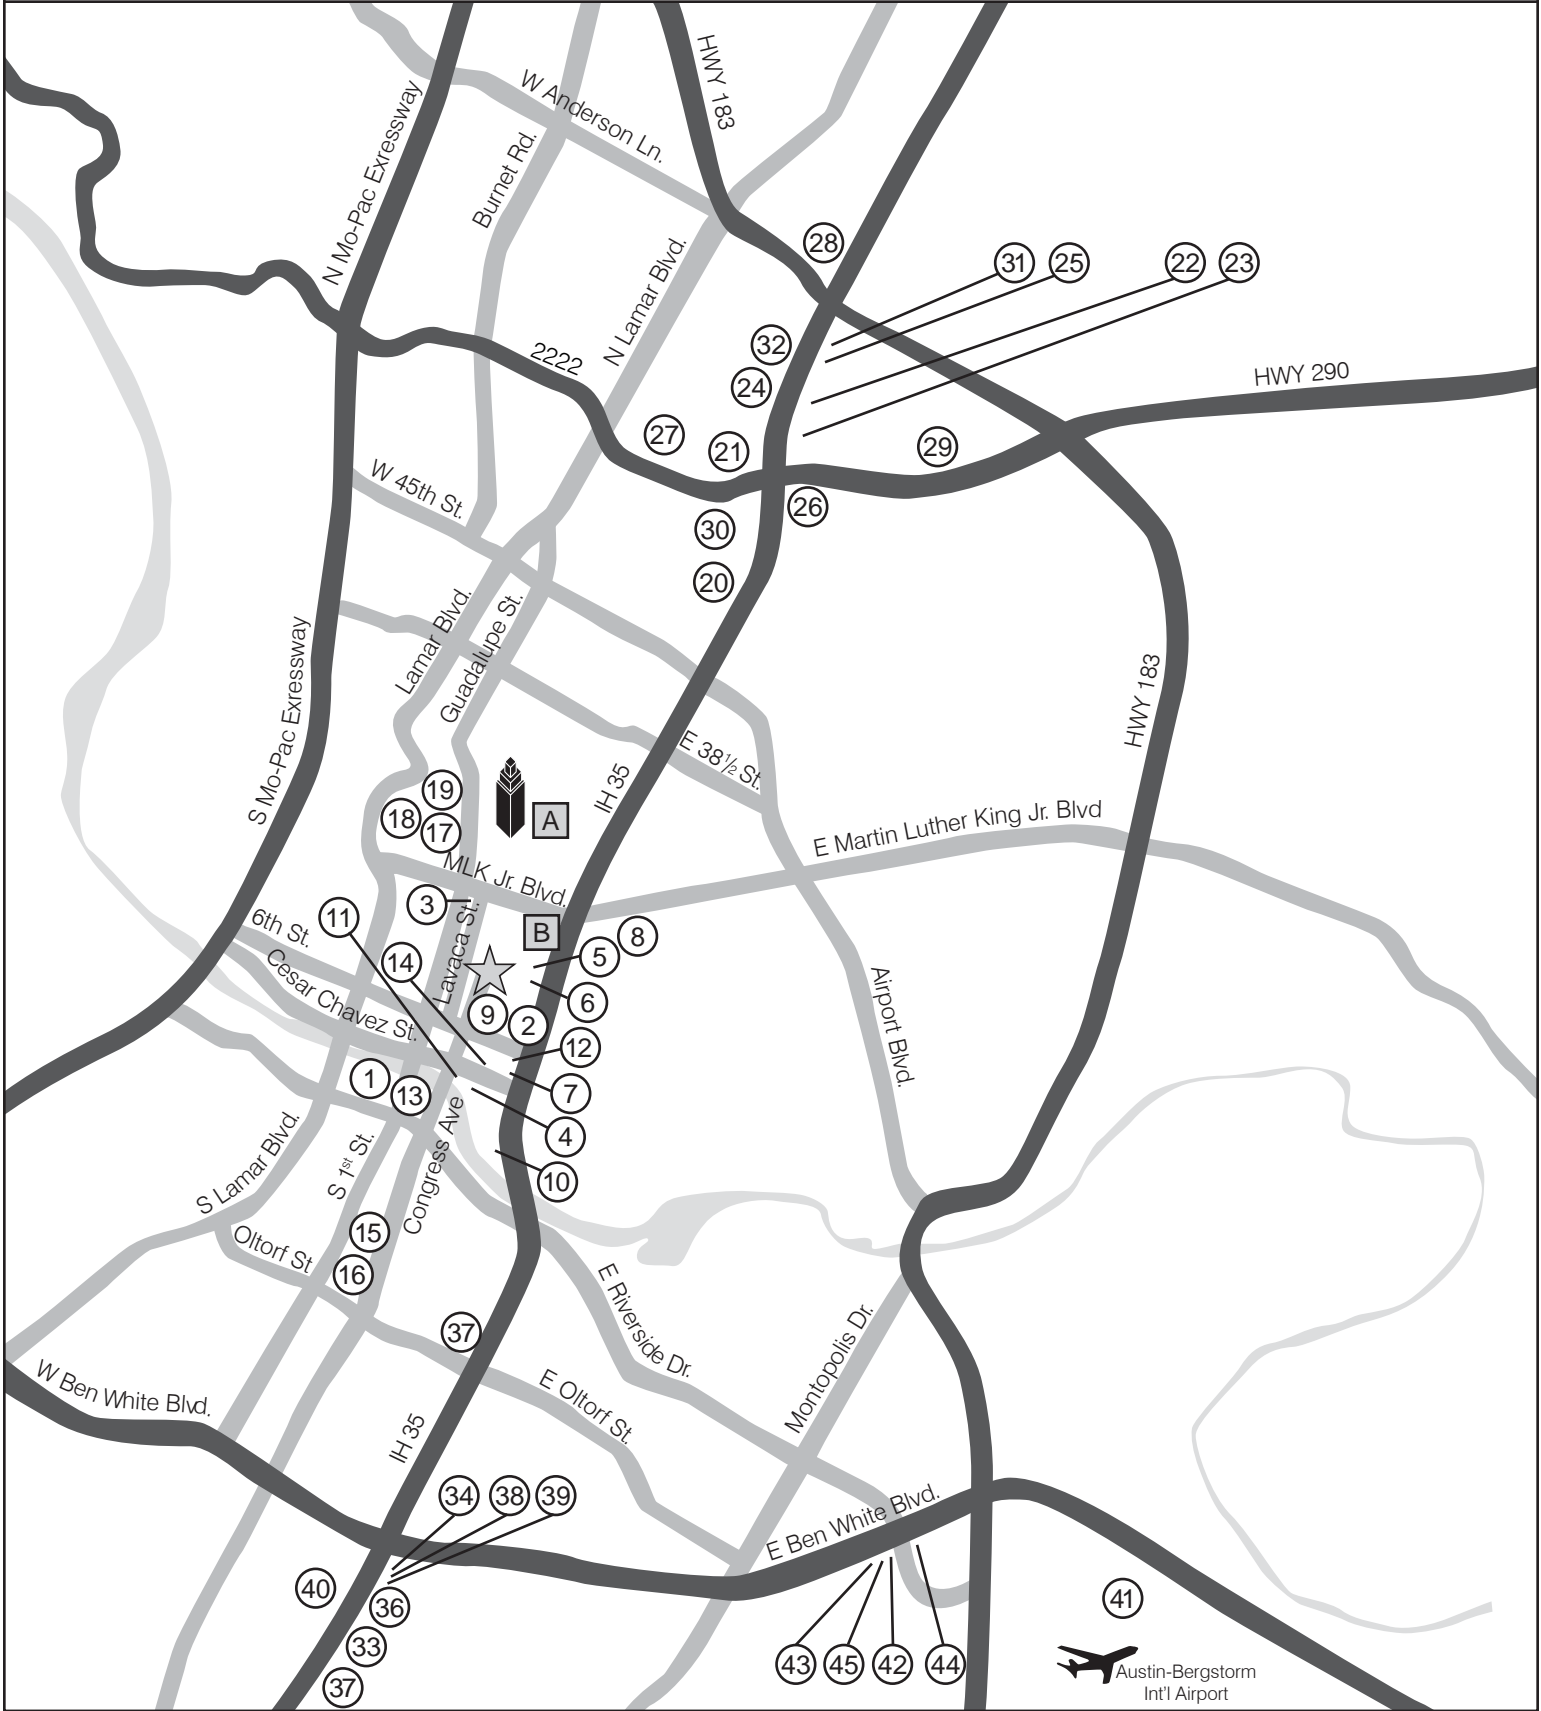 HWY 183
W Anderson Ln.
N Mo-Pac Exressway
Burnet Rd.
N Lamar Blvd.
28
31
25
22
23
32
2222
24
HWY 290
27
21
29
W 45th St.
26
30
20
Lamar Blvd.
Guadalupe St.
S Mo-Pac Exressway
HWY 183
E 38½ St.
IH 35
19
18
17
A
E Martin Luther King Jr. Blvd
MLK Jr. Blvd.
3
11
6th St.
Lavaca St.
B
8
5
14
Cesar Chavez St.
6
9
2
Airport Blvd.
12
1
13
7
4
S 1st St.
Congress Ave
S Lamar Blvd.
10
15
Oltorf St
16
E Riverside Dr.
37
Montopolis Dr.
W Ben White Blvd.
E Oltorf St.
IH 35
34
38
39
E Ben White Blvd.
40
36
41
33
43
45
42
44
37
Austin-Bergstorm
Int'l Airport